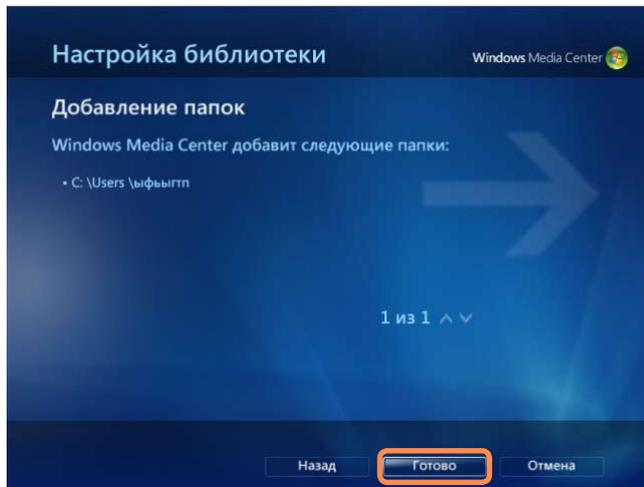 Настройка библиотеки
Windows Media Center
Добавление папок
Windows Media Center добавит следующие папки:
• C: \Users \ыфьыгтп
1 из 1
Назад Готово Отмена